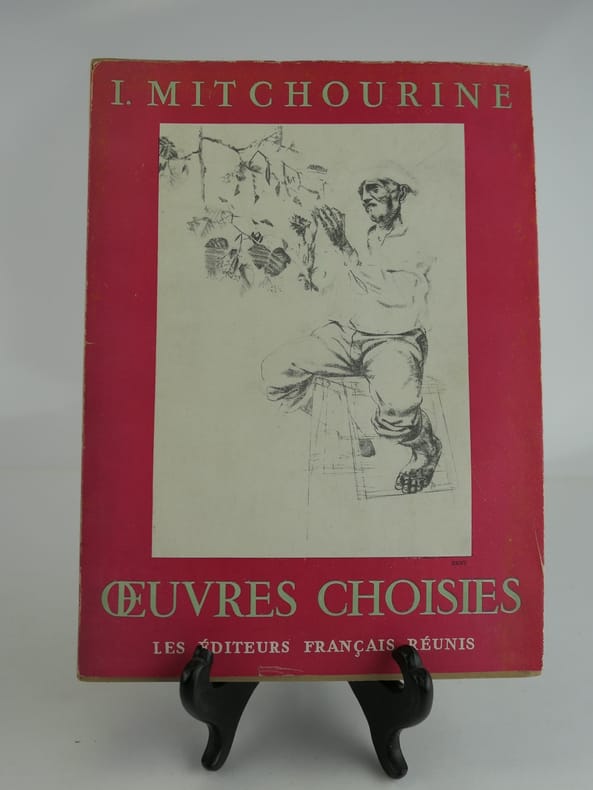 I. MITCHOURINE
ŒUVRES CHOISIES
LES ÉDITEURS FRANÇAIS RÉUNIS